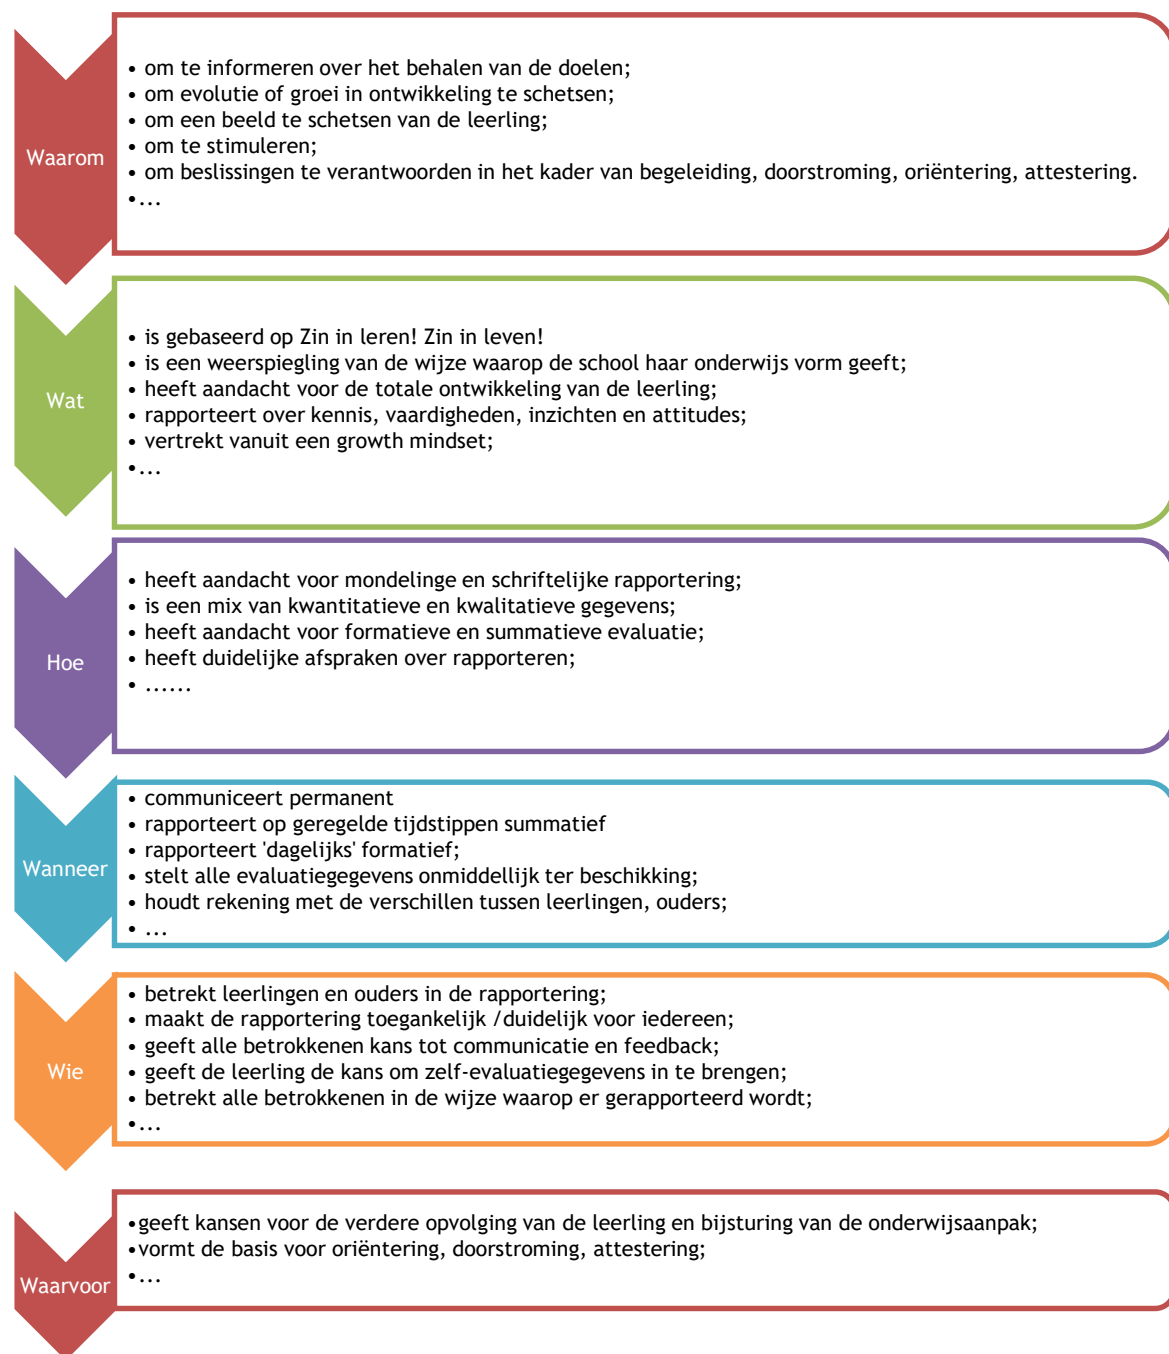 Waarom
• om te informeren over het behalen van de doelen;
• om evolutie of groei in ontwikkeling te schetsen;
• om een beeld te schetsen van de leerling;
• om te stimuleren;
• om beslissingen te verantwoorden in het kader van begeleiding, doorstroming, oriëntering, attestering.
•...
Wat
• is gebaseerd op Zin in leren! Zin in leven!
• is een weerspiegling van de wijze waarop de school haar onderwijs vorm geeft;
• heeft aandacht voor de totale ontwikkeling van de leerling;
• rapporteert over kennis, vaardigheden, inzichten en attitudes;
• vertrekt vanuit een growth mindset;
•...
Hoe
• heeft aandacht voor mondelinge en schriftelijke rapportering;
• is een mix van kwantitatieve en kwalitatieve gegevens;
• heeft aandacht voor formatieve en summatieve evaluatie;
• heeft duidelijke afspraken over rapporteren;
• ......
Wanneer
• communiceert permanent
• rapporteert op geregelde tijdstippen summatief
• rapporteert 'dagelijks' formatief;
• stelt alle evaluatiegegevens onmiddellijk ter beschikking;
• houdt rekening met de verschillen tussen leerlingen, ouders;
• ...
Wie
• betrekt leerlingen en ouders in de rapportering;
• maakt de rapportering toegankelijk /duidelijk voor iedereen;
• geeft alle betrokkenen kans tot communicatie en feedback;
• geeft de leerling de kans om zelf-evaluatiegegevens in te brengen;
• betrekt alle betrokkenen in de wijze waarop er gerapporteerd wordt;
•...
Waarvoor
•geeft kansen voor de verdere opvolging van de leerling en bijsturing van de onderwijsaanpak;
•vormt de basis voor oriëntering, doorstroming, attestering;
•...